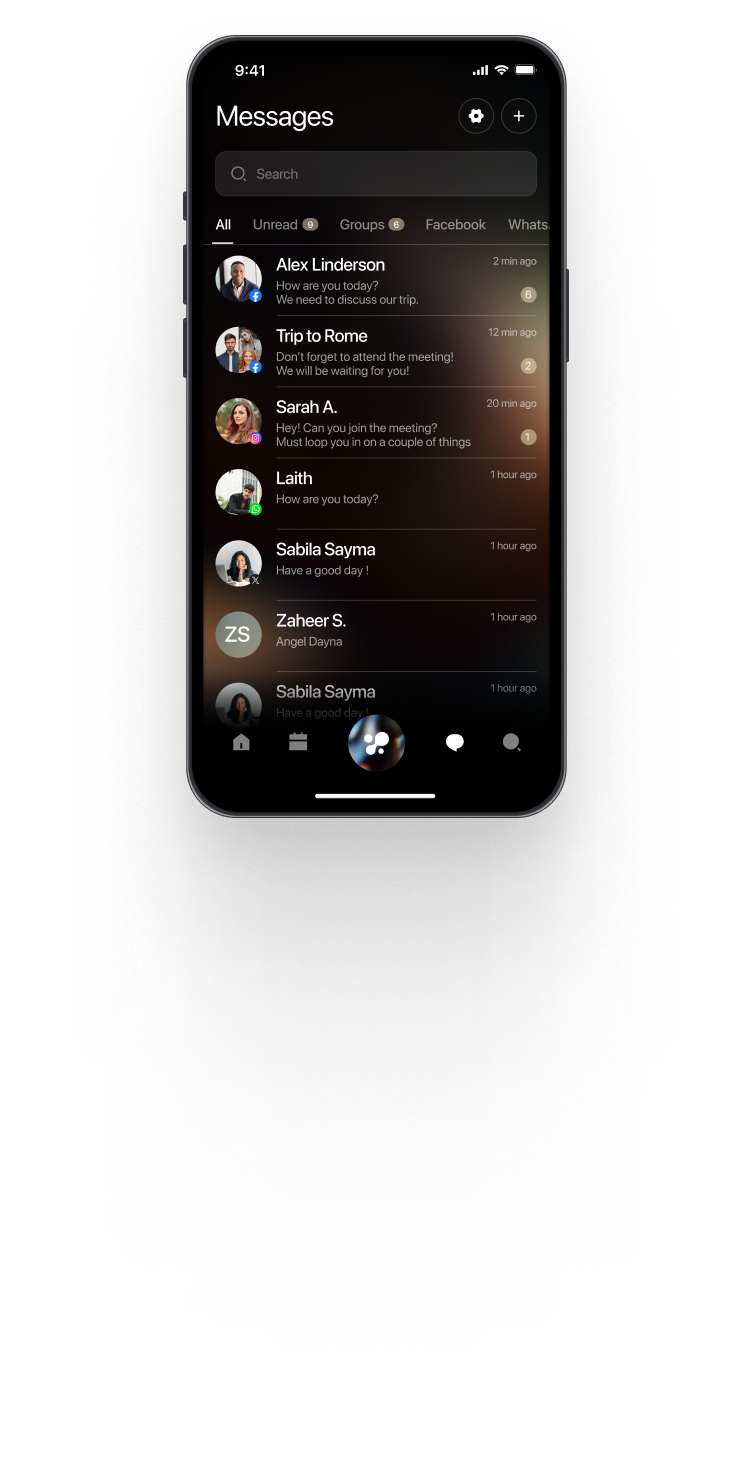 9:41
Messages
Search
All Unread 9 Groups 6 Facebook Whats.
Alex Linderson 2 min ago
How are you today?
We need to discuss our trip. 6
Trip to Rome 12 min ago
Don't forget to attend the meeting!
We will be waiting for you! 2
Sarah A. 20 min ago
Hey! Can you join the meeting?
Must loop you in on a couple of things 1
Laith 1 hour ago
How are you today?
Sabila Sayma 1 hour ago
Have a good day !
ZS
Zaheer S. 1 hour ago
Angel Dayna
Sabila Sayma 1 hour ago
Have a good day !